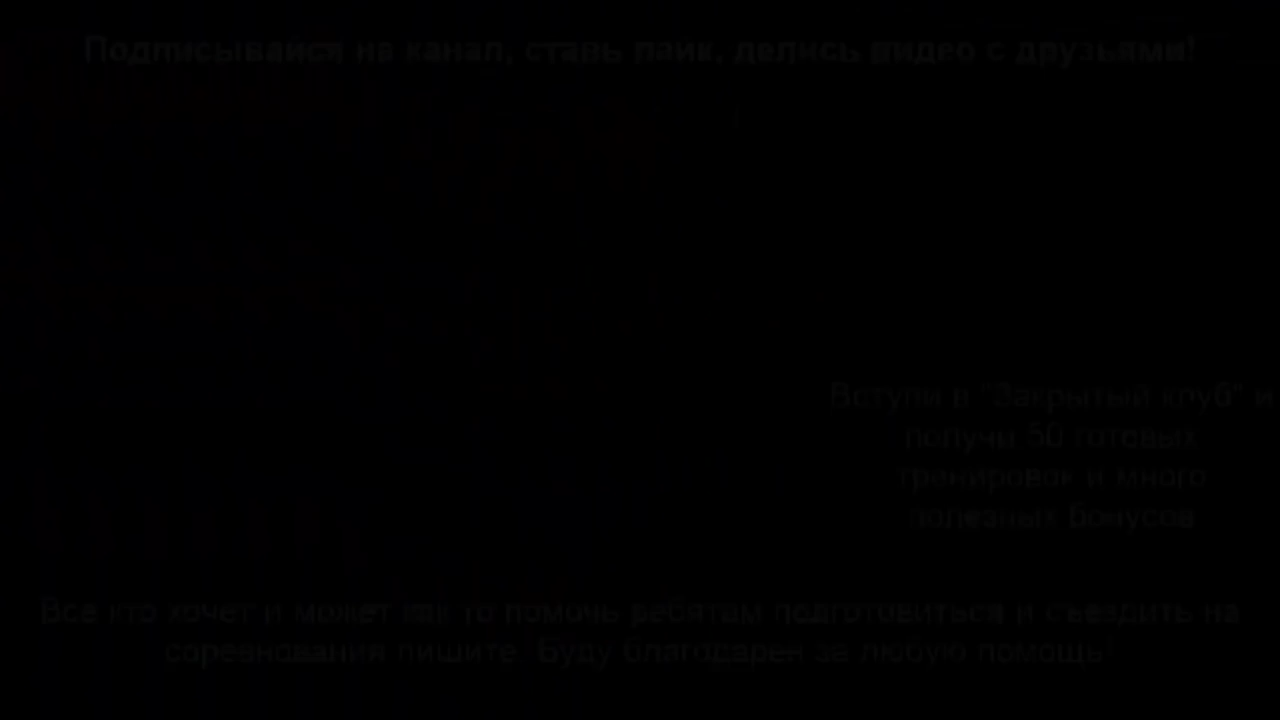 Подписывайся на канал, ставь лайк, делись видео с друзьями!
Вступи в "Закрытый клуб" и
получи 50 готовых
тренировок и много
полезных бонусов
Все кто хочет и может как то помочь ребятам подготовиться и съездить на
соревнования пишите !Буду благодарен за любую помощь!